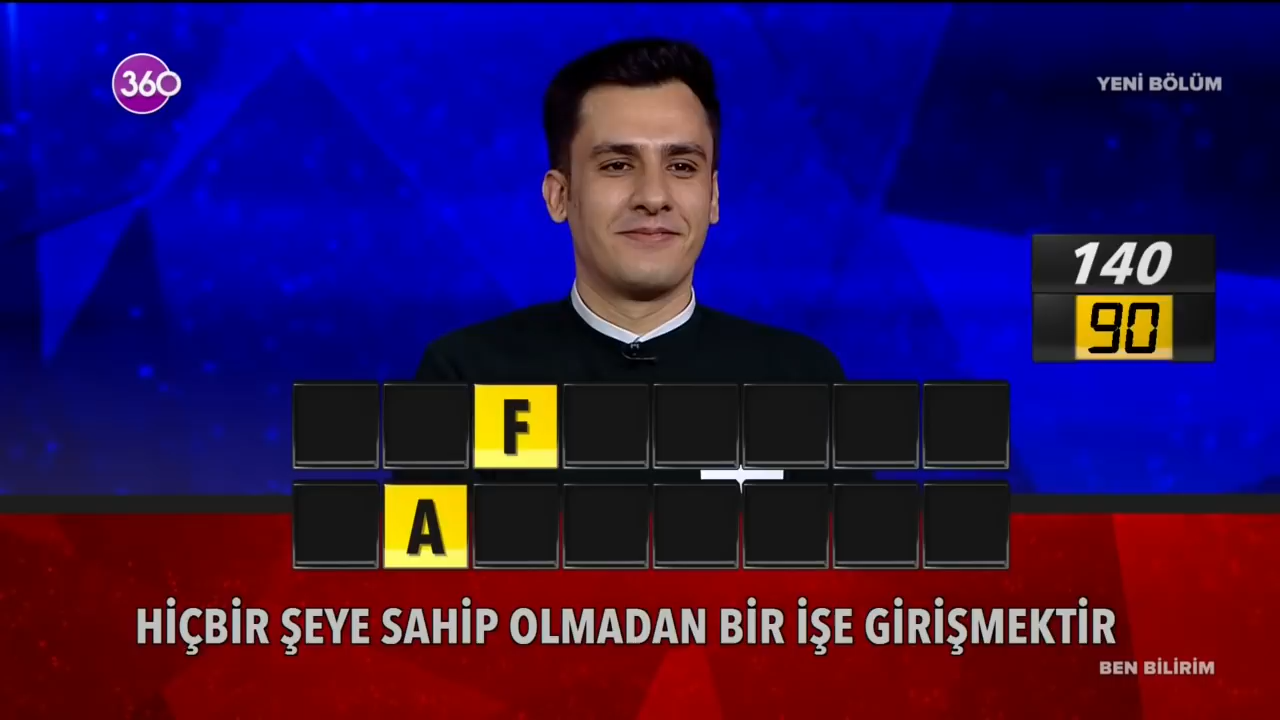 360
YENİ BÖLÜM
140
90
F
A
HİÇBİR ŞEYE SAHİP OLMADAN BİR İŞE GİRİŞMEKTİR
BEN BİLİRİM